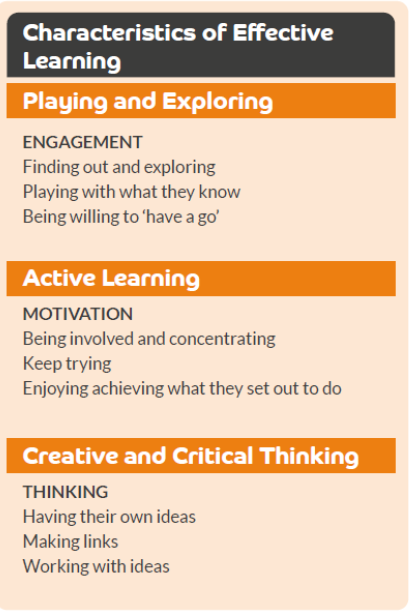 Characteristics of Effective
Learning
Playing and Exploring
ENGAGEMENT
Finding out and exploring
Playing with what they know
Being willing to ‘have a go’
Active Learning
MOTIVATION
Being involved and concentrating
Keep trying
Enjoying achieving what they set out to do
Creative and Critical Thinking
THINKING
Having their own ideas
Making links
Working with ideas